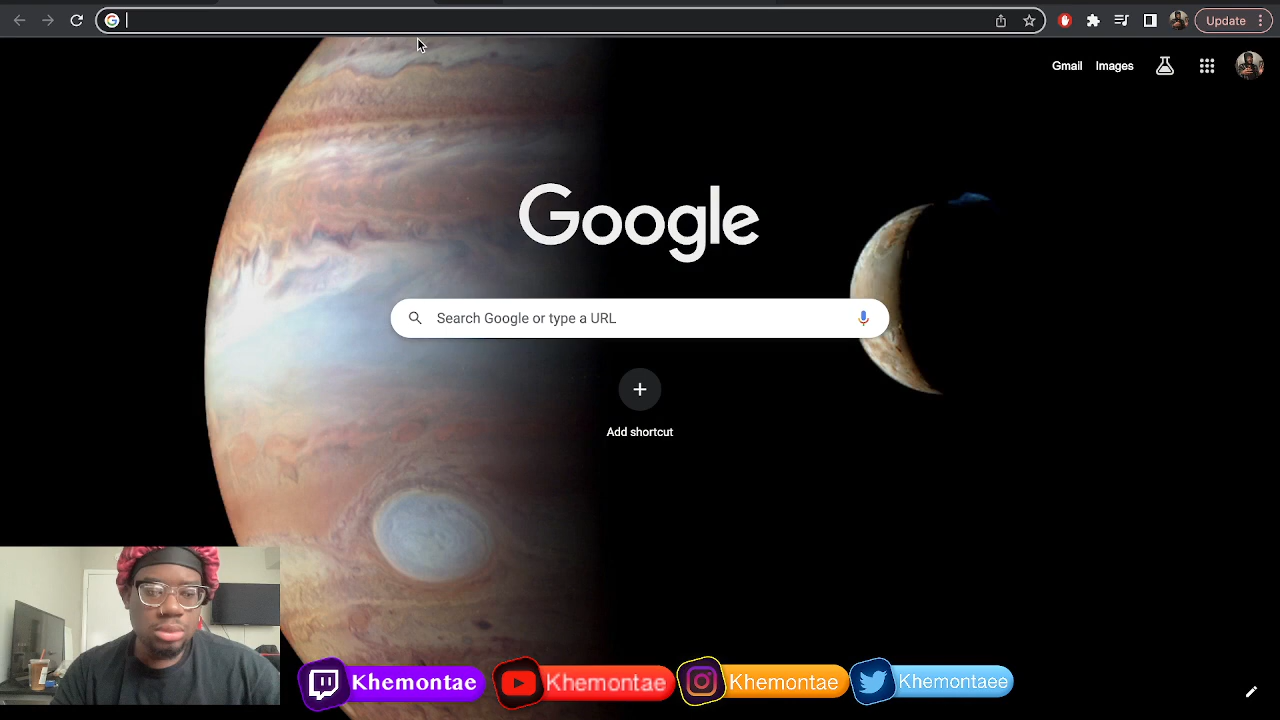 Update
Gmail
Images
Google
Search Google or type a URL
Add shortcut
Khemontae
Khemontae
Khemontae
Khemontaee